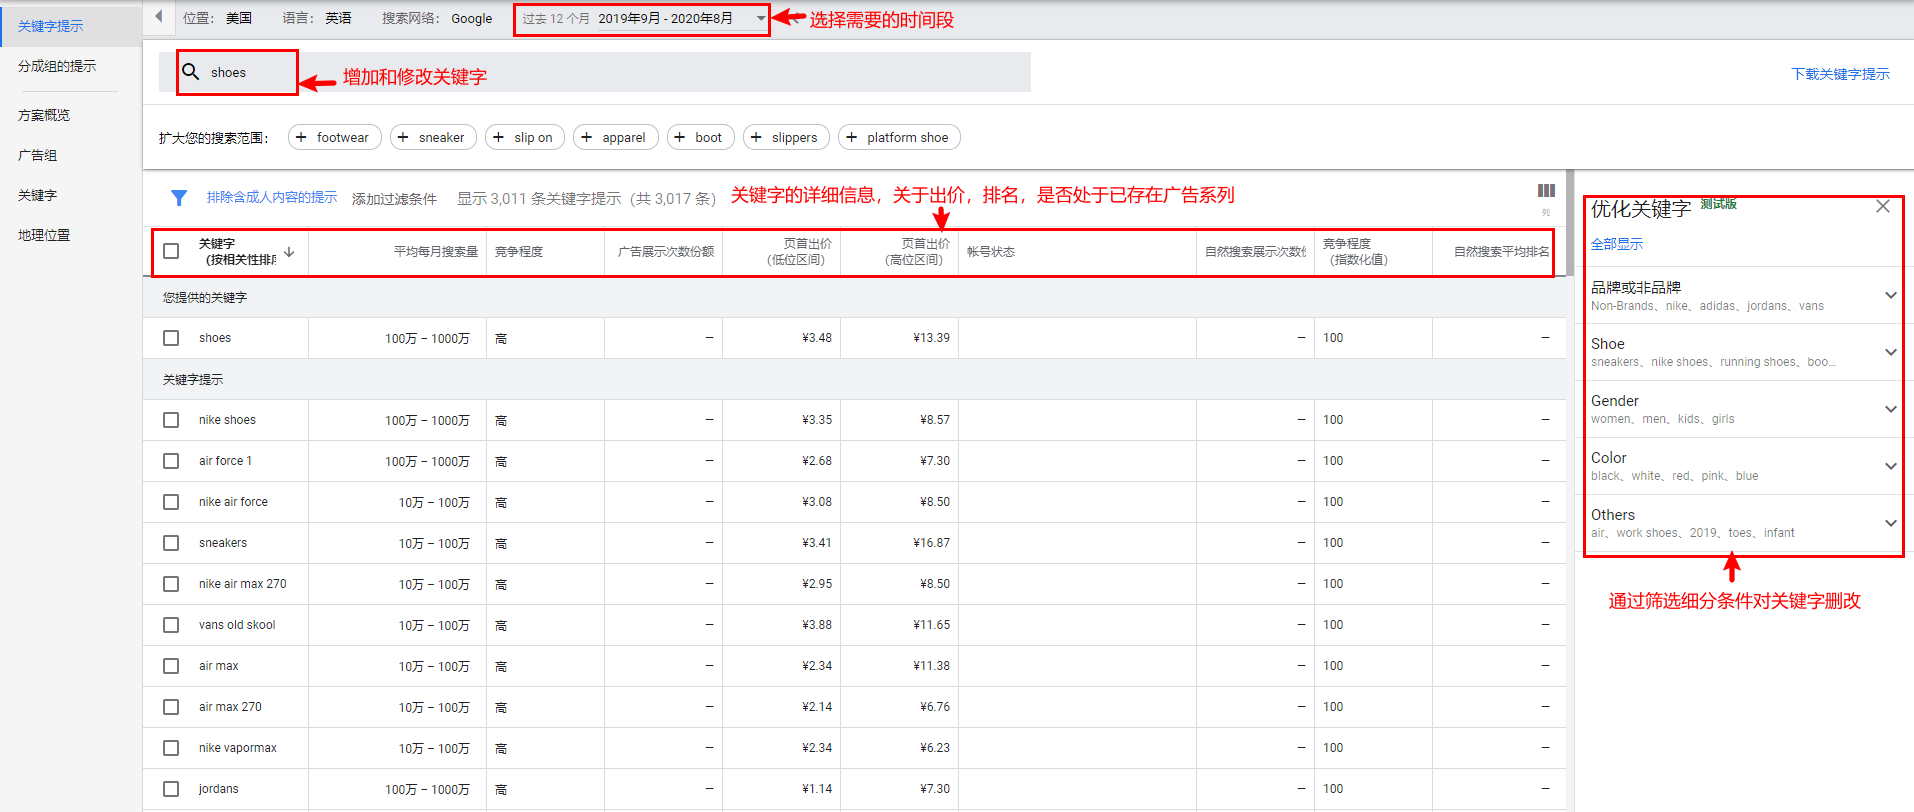 关键字提示
分成组的提示
方案概览
广告组
关键字
地理位置
位置： 美国 语言： 英语 搜索网络： Google 过去 12 个月 2019年9月 - 2020年8月
选择需要的时间段
shoes
增加和修改关键字
下载关键字提示
扩大您的搜索范围： + footwear + sneaker + slip on + apparel + boot + slippers + platform shoe
排除含成人内容的提示 添加过滤条件 显示 3,011 条关键字提示（共 3,017 条）
关键字的详细信息，关于出价，排名，是否处于已存在广告系列
列
关键字（按相关性排序 平均每月搜索量 竞争程度 广告展示次数份额 页首出价（低位区间） 页首出价（高位区间） 帐号状态 自然搜索展示次数份 竞争程度（指数化值） 自然搜索平均排名
您提供的关键字
shoes 100万 – 1000万 高 — ¥3.48 ¥13.39 — 100 —
关键字提示
nike shoes 100万 – 1000万 高 — ¥3.35 ¥8.57 — 100 —
air force 1 100万 – 1000万 高 — ¥2.68 ¥7.30 — 100 —
nike air force 10万 – 100万 高 — ¥3.08 ¥8.50 — 100 —
sneakers 10万 – 100万 高 — ¥3.41 ¥16.87 — 100 —
nike air max 270 10万 – 100万 高 — ¥2.95 ¥8.50 — 100 —
vans old skool 10万 – 100万 高 — ¥3.88 ¥11.65 — 100 —
air max 10万 – 100万 高 — ¥2.34 ¥11.38 — 100 —
air max 270 10万 – 100万 高 — ¥2.14 ¥6.76 — 100 —
nike vapormax 10万 – 100万 高 — ¥2.34 ¥6.23 — 100 —
jordans 100万 – 1000万 高 — ¥1.14 ¥7.30 — 100 —
优化关键字 测试版
全部显示
品牌或非品牌
Non-Brands、nike、adidas、jordans、vans
Shoe
sneakers、nike shoes、running shoes、boo...
Gender
women、men、kids、girls
Color
black、white、red、pink、blue
Others
air、work shoes、2019、toes、infant
通过筛选细分条件对关键字删改